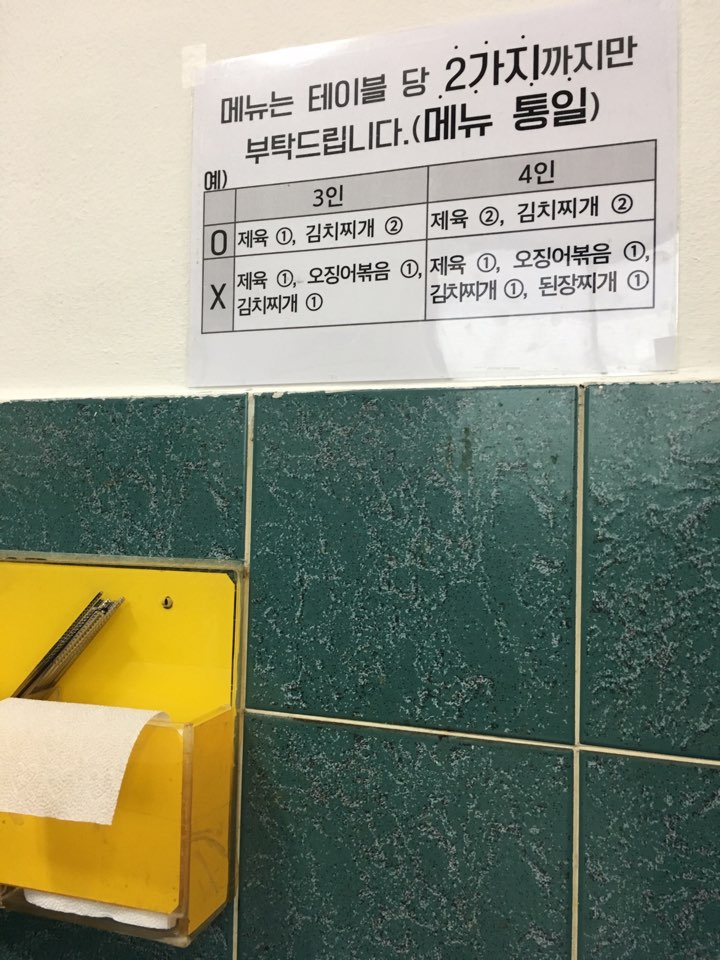 메뉴는 테이블 당 2가지까지만
부탁드립니다.(메뉴 통일)
예)
3인 4인
O 제육 ①, 김치찌개 ② 제육 ②, 김치찌개 ②
X 제육 ①, 오징어볶음 ①, 제육 ①, 오징어볶음 ①,
김치찌개 ① 김치찌개 ①, 된장찌개 ①